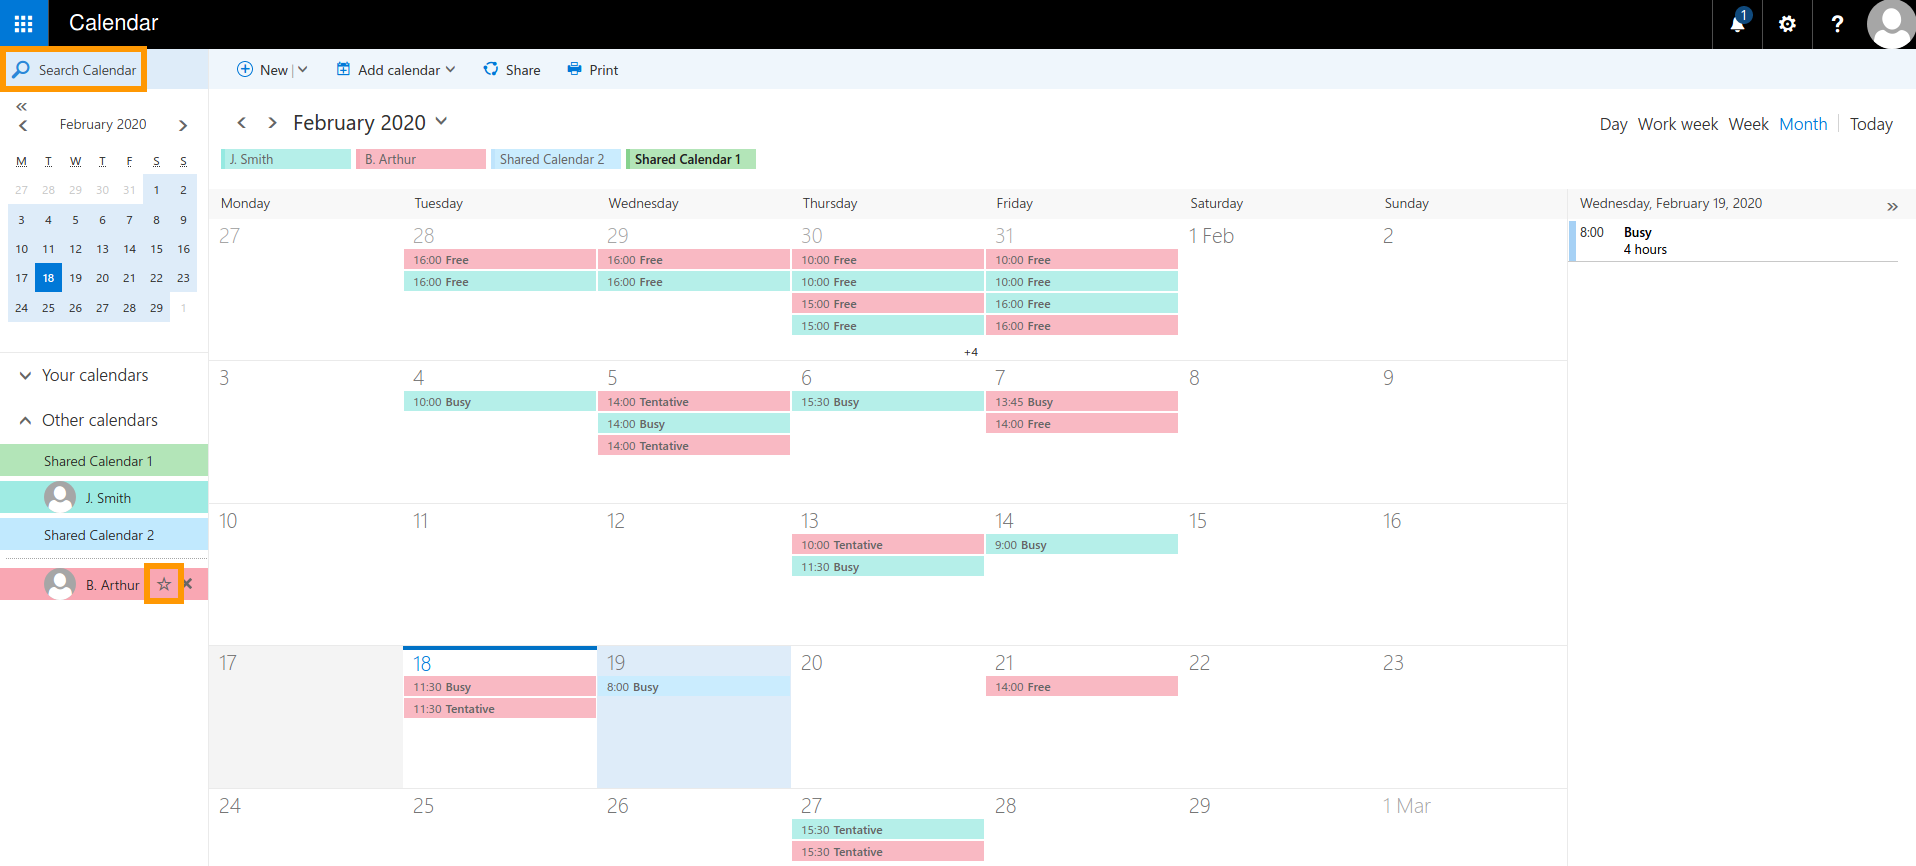 Calendar
1
?
Search Calendar
New
Add calendar
Share
Print
«
February 2020
M T W T F S S
27 28 29 30 31 1 2
3 4 5 6 7 8 9
10 11 12 13 14 15 16
17 18 19 20 21 22 23
24 25 26 27 28 29 1
Your calendars
Other calendars
Shared Calendar 1
J. Smith
Shared Calendar 2
B. Arthur
February 2020
Day Work week Week Month Today
J. Smith
B. Arthur
Shared Calendar 2
Shared Calendar 1
Monday Tuesday Wednesday Thursday Friday Saturday Sunday
27
28
16:00 Free
16:00 Free
29
16:00 Free
16:00 Free
30
10:00 Free
10:00 Free
15:00 Free
15:00 Free
+4
31
10:00 Free
10:00 Free
16:00 Free
16:00 Free
1 Feb
2
3
4
10:00 Busy
5
14:00 Tentative
14:00 Busy
14:00 Tentative
6
15:30 Busy
7
13:45 Busy
14:00 Free
8
9
10
11
12
13
10:00 Tentative
11:30 Busy
14
9:00 Busy
15
16
17
18
11:30 Busy
11:30 Tentative
19
8:00 Busy
20
21
14:00 Free
22
23
24
25
26
27
15:30 Tentative
15:30 Tentative
28
29
1 Mar
Wednesday, February 19, 2020
»
8:00 Busy
4 hours